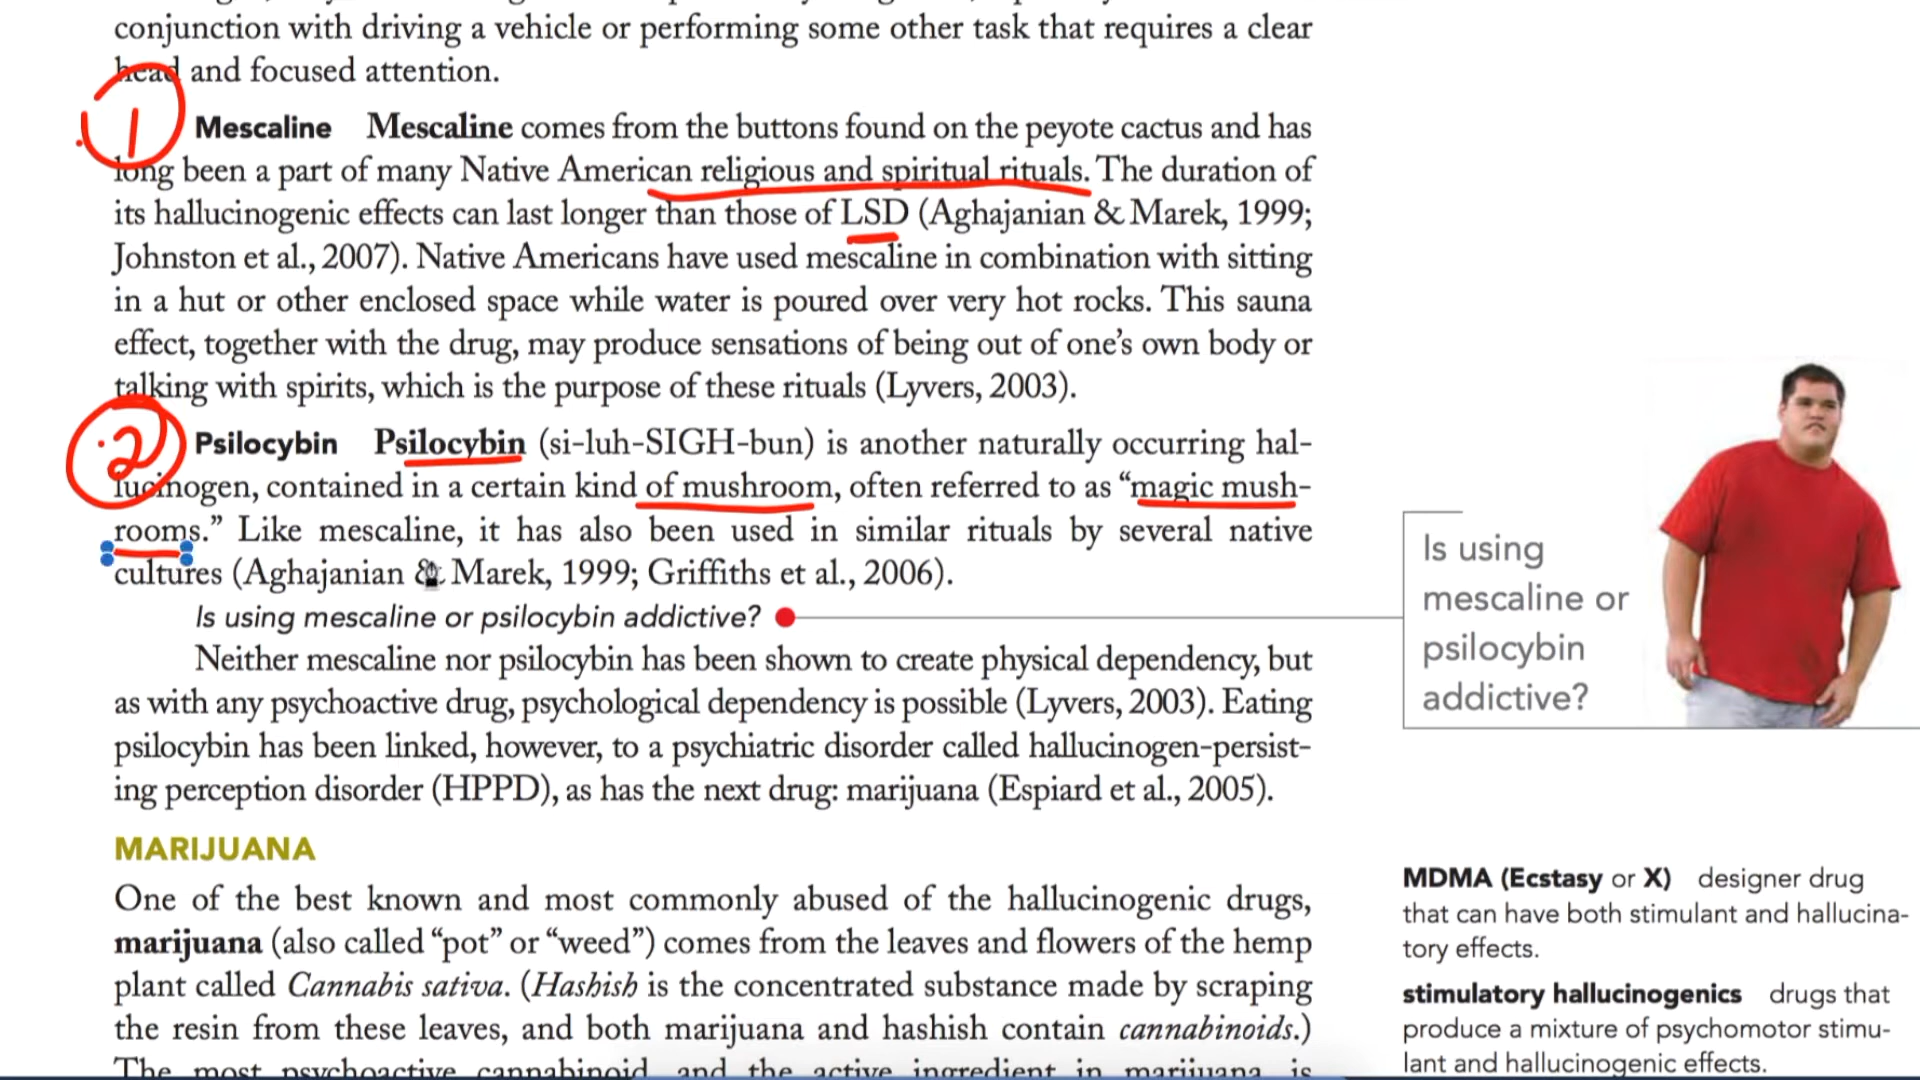 conjunction with driving a vehicle or performing some other task that requires a clear
head and focused attention.
1
Mescaline Mescaline comes from the buttons found on the peyote cactus and has
long been a part of many Native American religious and spiritual rituals. The duration of
its hallucinogenic effects can last longer than those of LSD (Aghajanian & Marek, 1999;
Johnston et al., 2007). Native Americans have used mescaline in combination with sitting
in a hut or other enclosed space while water is poured over very hot rocks. This sauna
effect, together with the drug, may produce sensations of being out of one's own body or
talking with spirits, which is the purpose of these rituals (Lyvers, 2003).
2
Psilocybin Psilocybin (si-luh-SIGH-bun) is another naturally occurring hal-
lucinogen, contained in a certain kind of mushroom, often referred to as “magic mush-
rooms.” Like mescaline, it has also been used in similar rituals by several native
cultures (Aghajanian & Marek, 1999; Griffiths et al., 2006).
Is using mescaline or psilocybin addictive?
Neither mescaline nor psilocybin has been shown to create physical dependency, but
as with any psychoactive drug, psychological dependency is possible (Lyvers, 2003). Eating
psilocybin has been linked, however, to a psychiatric disorder called hallucinogen-persist-
ing perception disorder (HPPD), as has the next drug: marijuana (Espiard et al., 2005).
MARIJUANA
One of the best known and most commonly abused of the hallucinogenic drugs,
marijuana (also called “pot” or “weed”) comes from the leaves and flowers of the hemp
plant called Cannabis sativa. (Hashish is the concentrated substance made by scraping
the resin from these leaves, and both marijuana and hashish contain cannabinoids.)
The most psychoactive cannabinoid, and the active ingredient in marijuana, is
Is using
mescaline or
psilocybin
addictive?
MDMA (Ecstasy or X) designer drug
that can have both stimulant and hallucina-
tory effects.
stimulatory hallucinogenics drugs that
produce a mixture of psychomotor stimu-
lant and hallucinogenic effects.